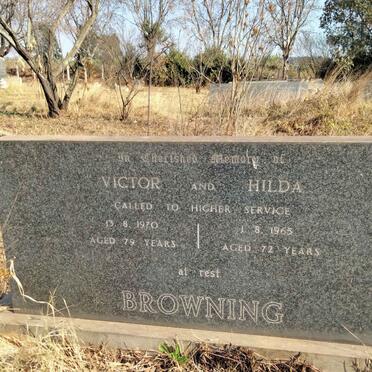 In Cherished Memory of
VICTOR AND HILDA
CALLED TO HIGHER SERVICE
13.8.1970 1.8.1965
AGED 79 YEARS AGED 72 YEARS
at rest
BROWNING